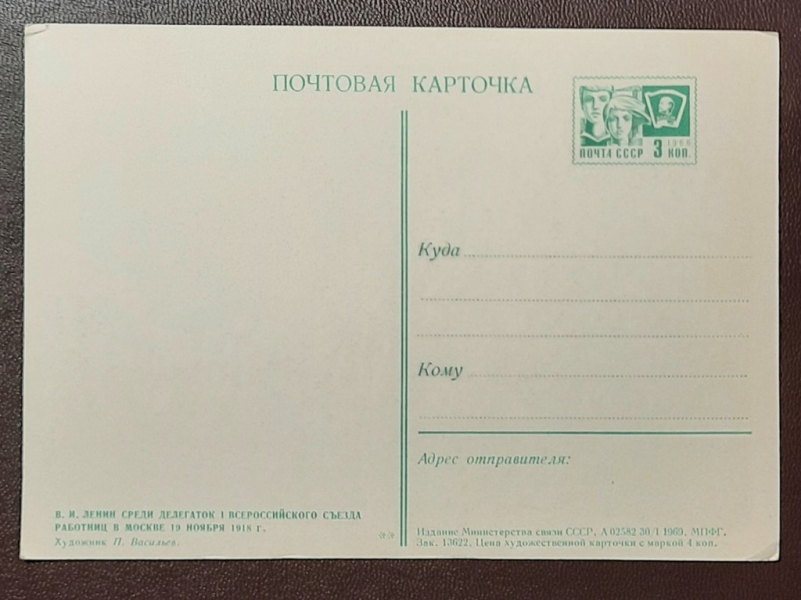 ПОЧТОВАЯ КАРТОЧКА
ПОЧТА СССР 3 КОП.
1966
Куда
Кому
Адрес отправителя:
В. И. ЛЕНИН СРЕДИ ДЕЛЕГАТОК I ВСЕРОССИЙСКОГО СЪЕЗДА
РАБОТНИЦ В МОСКВЕ 19 НОЯБРЯ 1918 г.
Художник П. Васильев.
Издание Министерства связи СССР. А 02582 30/I 1969. МПФГ.
Зак. 13622. Цена художественной карточки с маркой 4 коп.